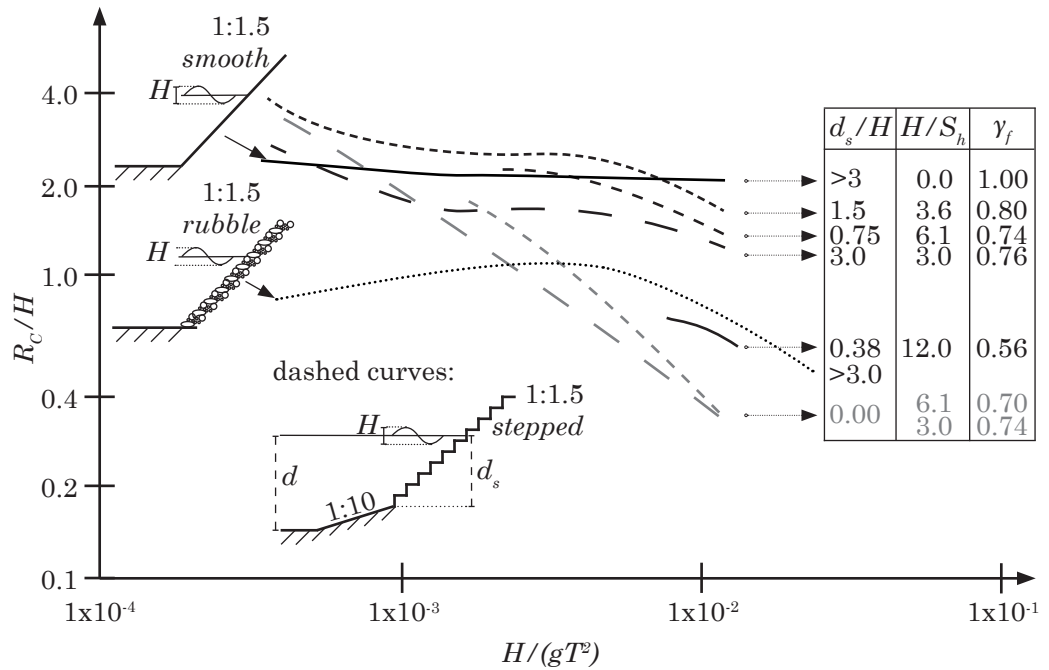 1:1.5
smooth
H
1:1.5
rubble
H
dashed curves:
1:1.5
stepped
H
d
d_s
1:10
R_C/H
4.0
2.0
1.0
0.4
0.2
0.1
1x10^-4
1x10^-3
1x10^-2
1x10^-1
H/(gT^2)
d_s/H H/S_h γ_f
>3 0.0 1.00
1.5 3.6 0.80
0.75 6.1 0.74
3.0 3.0 0.76
0.38 12.0 0.56
>3.0
0.00 6.1 0.70
3.0 0.74